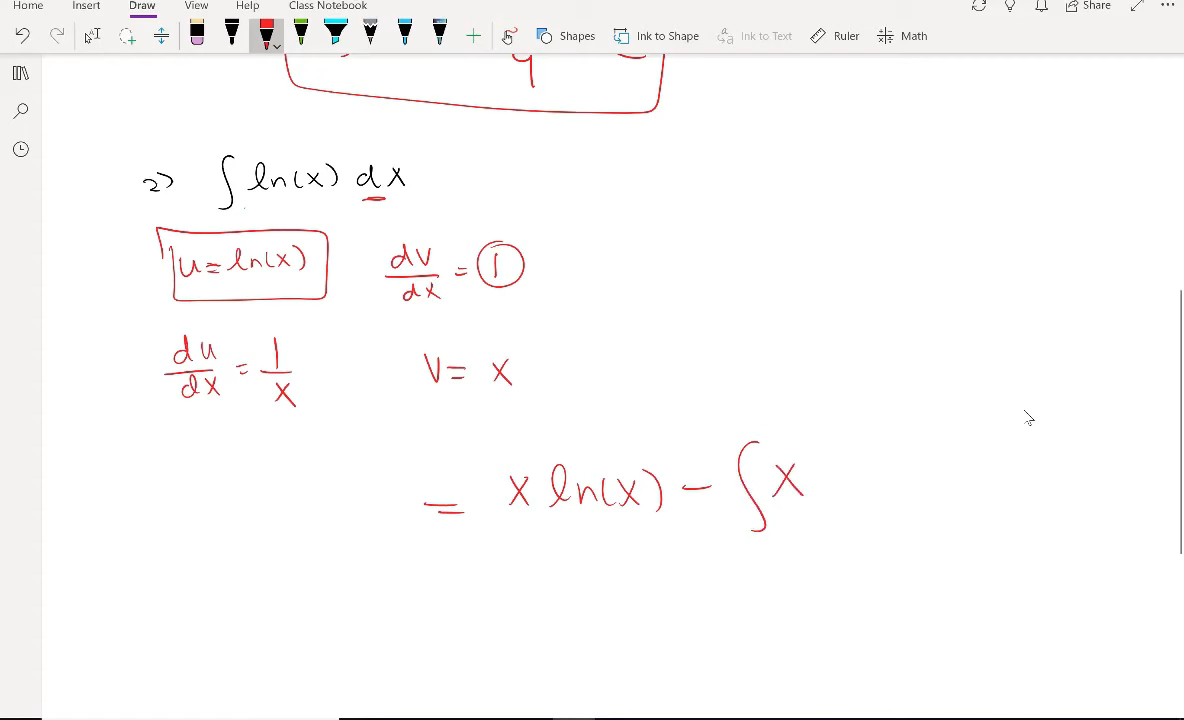 Home Insert Draw View Help Class Notebook Share
Shapes Ink to Shape Ink to Text Ruler Math
4
2) ∫ ln(x) dx
u = ln(x) dv/dx = 1
du/dx = 1/x v = x
= x ln(x) - ∫ x